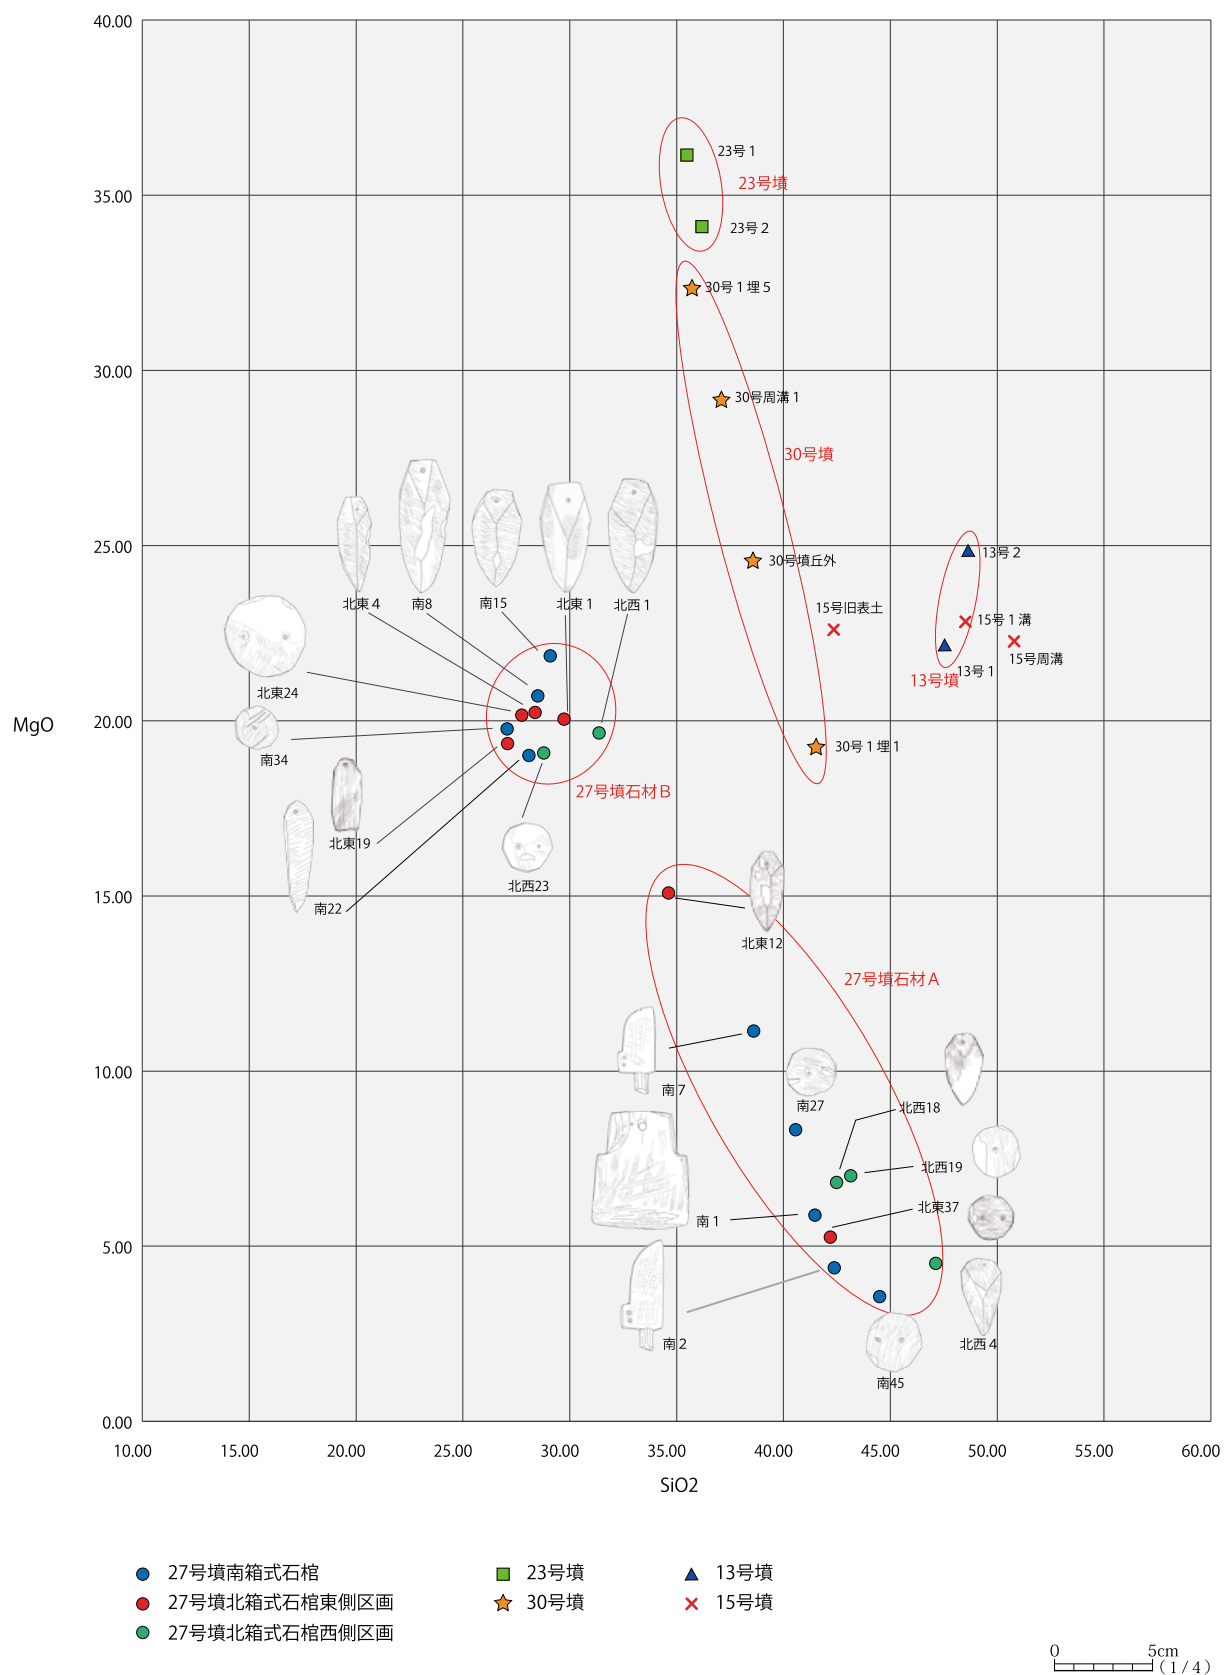 40.00
23号 1
23号墳
35.00
23号 2
30号 1 埋 5
30.00
30号周溝 1
30号墳
25.00
13号 2
30号墳丘外
北東 4
南8
南15
北東 1
北西 1
15号旧表土
15号 1 溝
15号周溝
13号 1
13号墳
北東24
MgO
20.00
30号 1 埋 1
南34
27号墳石材 B
北東19
北西23
15.00
南22
北東12
27号墳石材 A
10.00
南 7
南27
北西18
北西19
北東37
南 1
5.00
南 2
北西 4
南45
0.00
10.00 15.00 20.00 25.00 30.00 35.00 40.00 45.00 50.00 55.00 60.00
SiO2
27号墳南箱式石棺
27号墳北箱式石棺東側区画
27号墳北箱式石棺西側区画
23号墳
30号墳
13号墳
15号墳
0 5cm
(1 / 4)